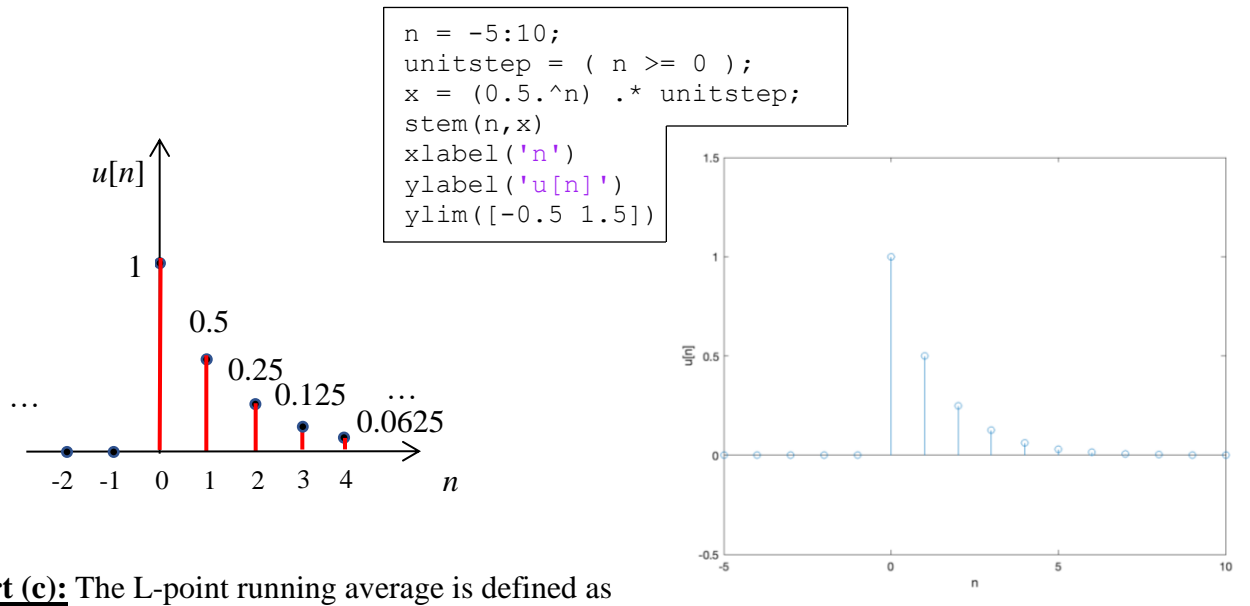 n = -5:10;
unitstep = ( n >= 0 );
x = (0.5.^n) .* unitstep;
stem(n,x)
xlabel('n')
ylabel('u[n]')
ylim([-0.5 1.5])
u[n]
1
0.5
0.25
0.125
0.0625
… …
-2 -1 0 1 2 3 4 n
1.5
1
0.5
0
-0.5
u[n]
-5 0 5 10
n
rt (c): The L-point running average is defined as